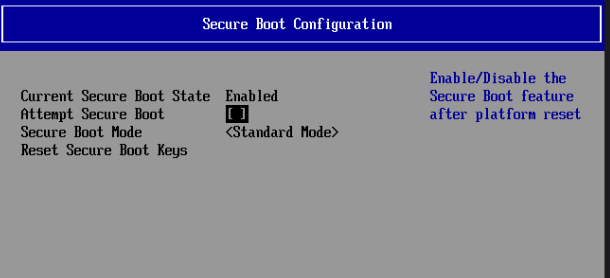 Secure Boot Configuration
Enable/Disable the
Current Secure Boot State Enabled
Secure Boot feature
Attempt Secure Boot [ ]
after platform reset
Secure Boot Mode <Standard Mode>
Reset Secure Boot Keys